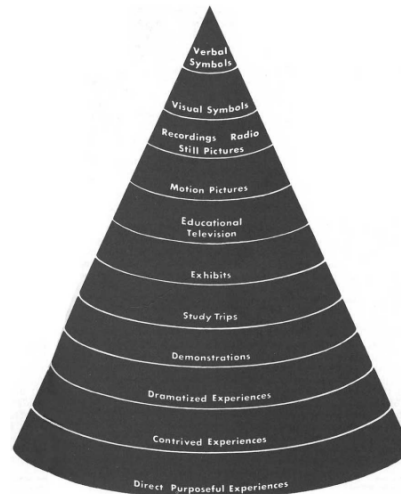 Verbal
Symbols
Visual Symbols
Recordings Radio
Still Pictures
Motion Pictures
Educational
Television
Exhibits
Study Trips
Demonstrations
Dramatized Experiences
Contrived Experiences
Direct Purposeful Experiences